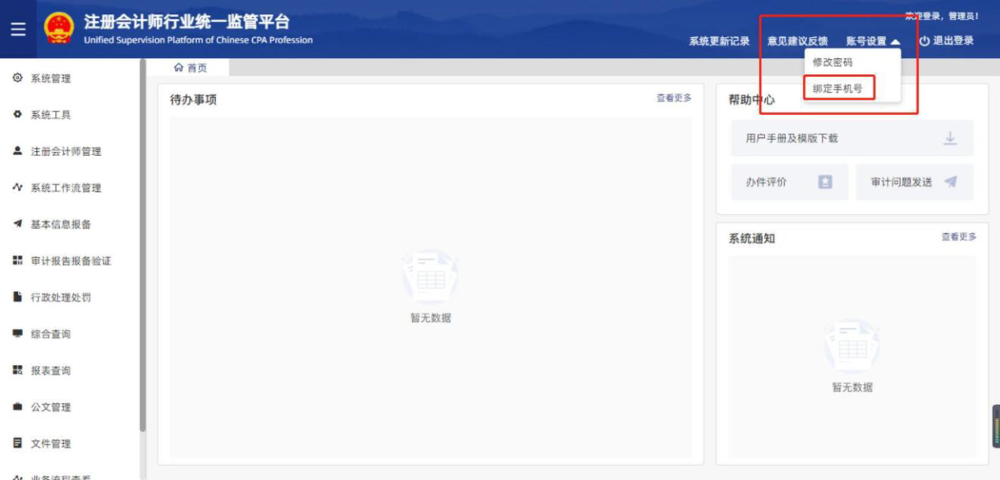 注册会计师行业统一监管平台
Unified Supervision Platform of Chinese CPA Profession
欢迎登录，管理员！
系统更新记录 意见建议反馈 账号设置 退出登录
修改密码
绑定手机号
首页
系统管理
系统工具
注册会计师管理
系统工作流管理
基本信息报备
审计报告报备验证
行政处理处罚
综合查询
报表查询
公文管理
文件管理
业务流程查看
待办事项 查看更多
暂无数据
帮助中心
用户手册及模版下载
办件评价 审计问题发送
系统通知 查看更多
暂无数据